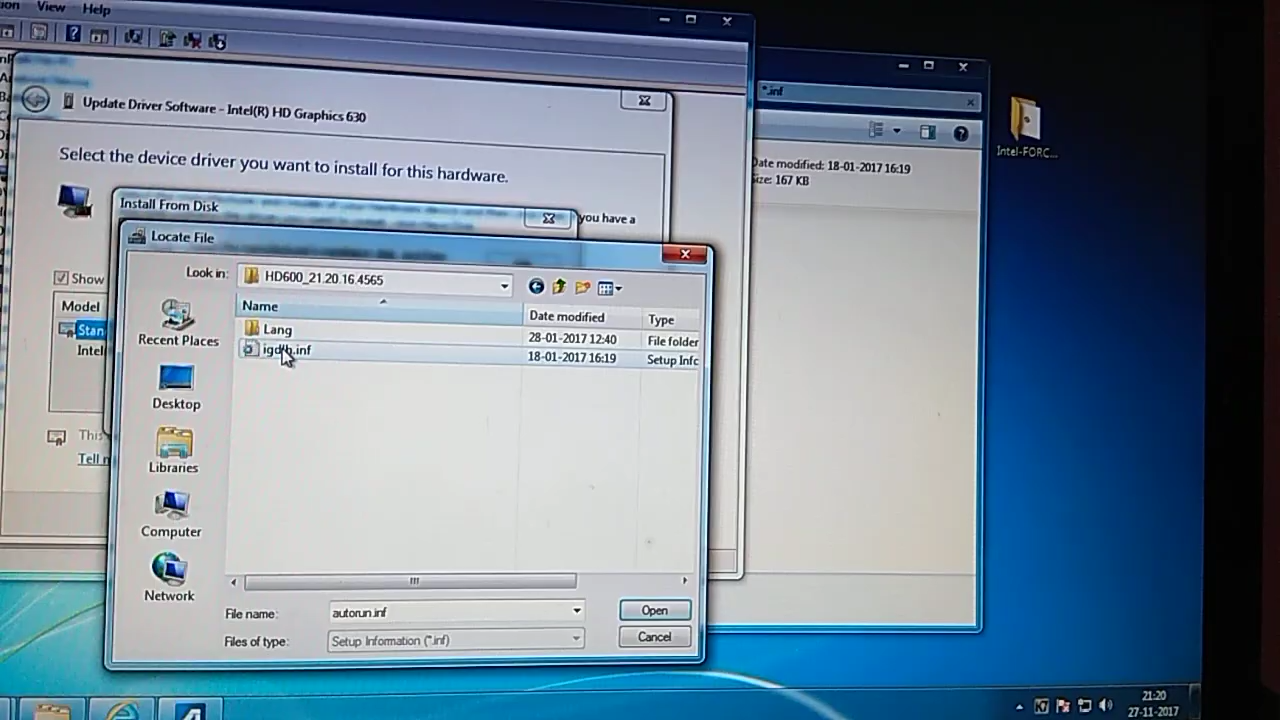 View Help
Update Driver Software - Intel(R) HD Graphics 630
*.inf
Intel-FORC...
Select the device driver you want to install for this hardware.
Date modified: 18-01-2017 16:19
Size: 167 KB
Install From Disk
you have a
Locate File
Show
Look in: HD600_21.20.16.4565
Model
Name Date modified Type
Stan
Recent Places
Lang 28-01-2017 12:40 File folder
Intel
18-01-2017 16:19 Setup Infc
Desktop
This
Libraries
Tell
Computer
Network
File name: autorun.inf Open
Files of type: Setup Information (*.inf) Cancel
21:20
27-11-2017